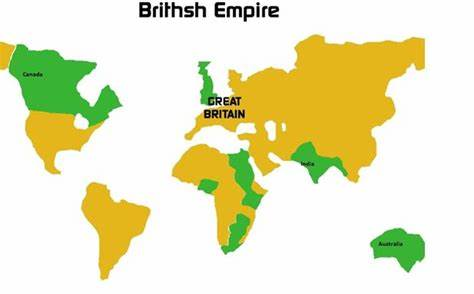 Brithsh Empire
Canada
GREAT
BRITAIN
India
Australia